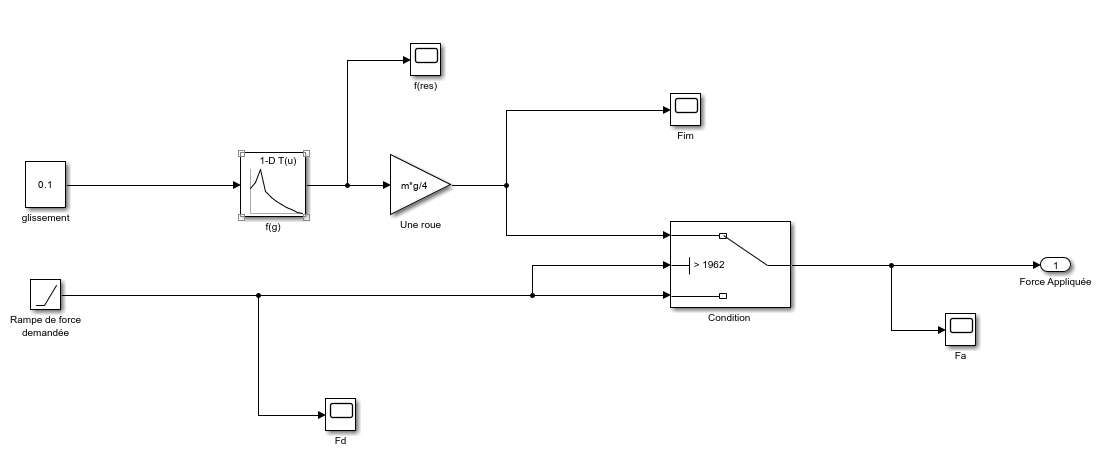 f(res)
Fim
1-D T(u)
0.1
m*g/4
glissement
f(g)
Une roue
> 1962
1
Force Appliquée
Rampe de force
demandée
Condition
Fa
Fd